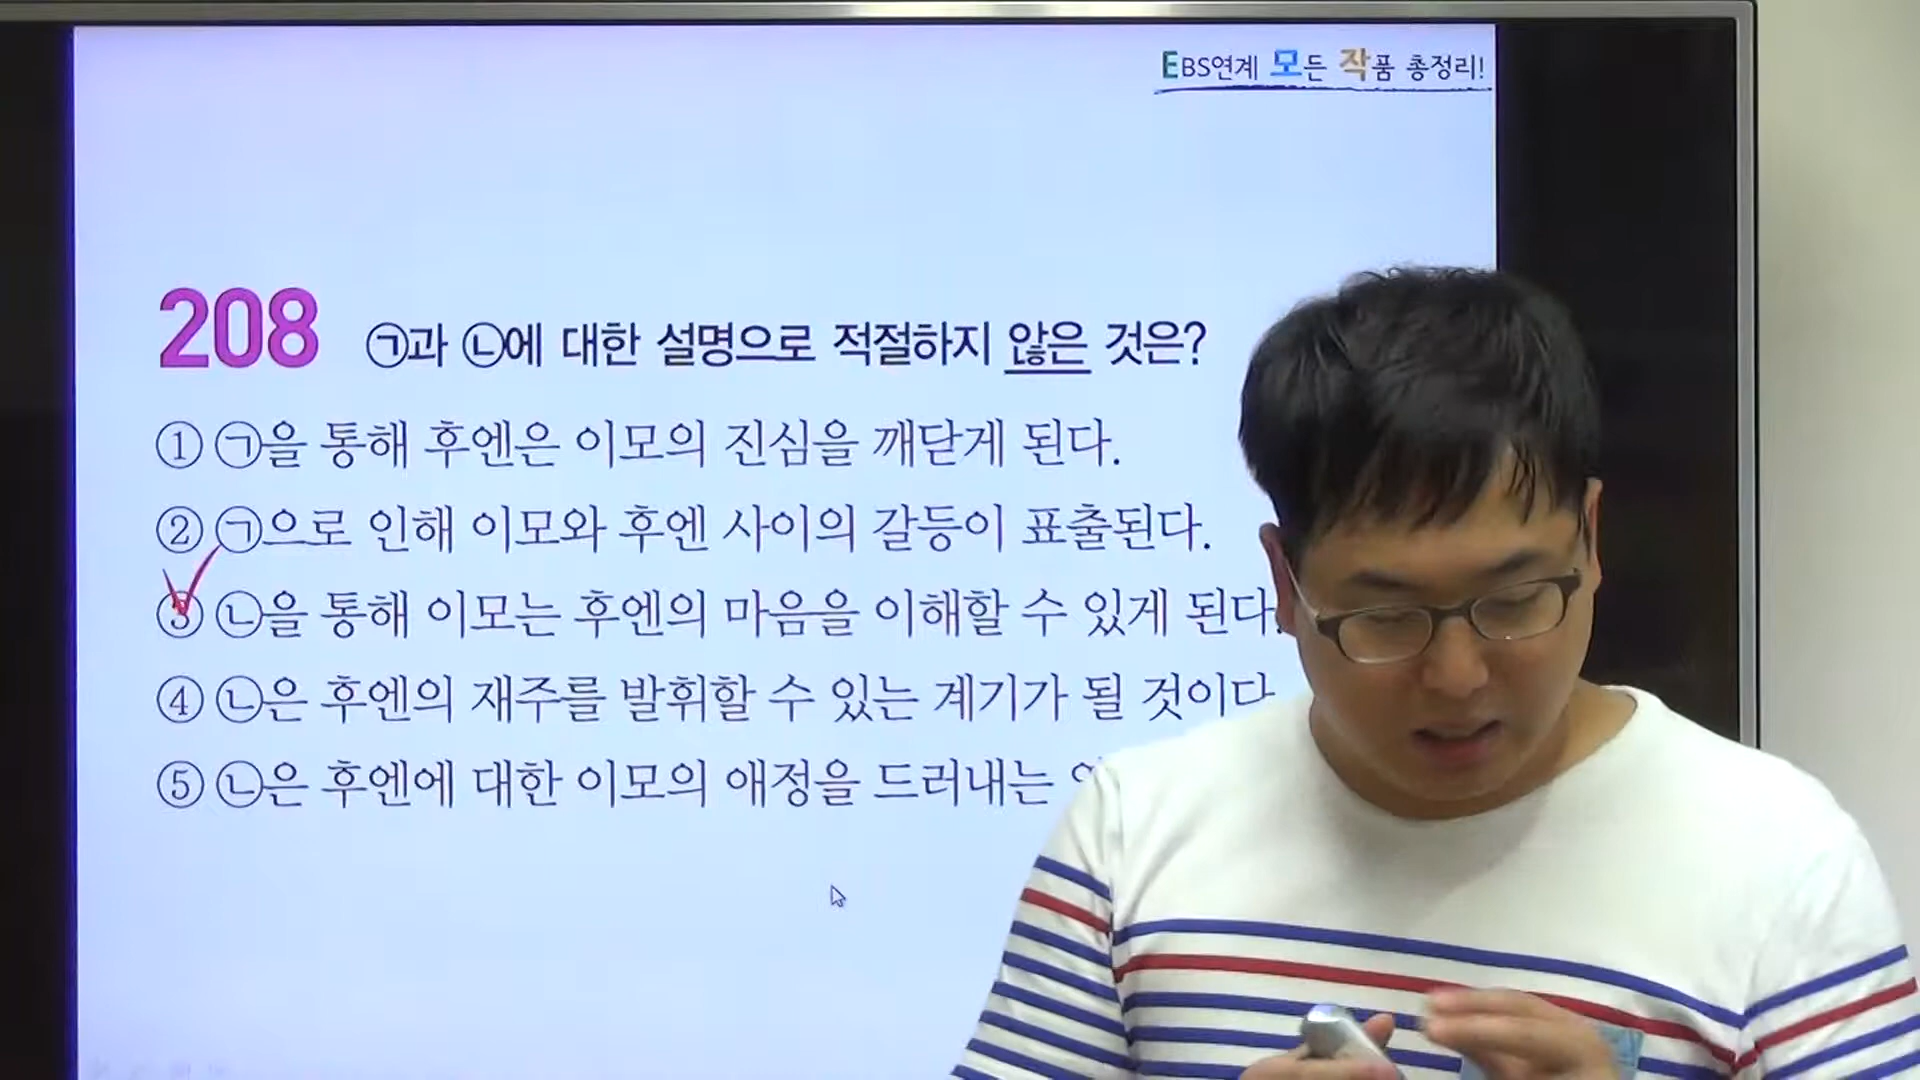 EBS연계 모든 작품 총정리!
208 ㉠과 ㉡에 대한 설명으로 적절하지 않은 것은?
① ㉠을 통해 후엔은 이모의 진심을 깨닫게 된다.
② ㉠으로 인해 이모와 후엔 사이의 갈등이 표출된다.
③ ㉡을 통해 이모는 후엔의 마음을 이해할 수 있게 된다.
④ ㉡은 후엔의 재주를 발휘할 수 있는 계기가 될 것이다
⑤ ㉡은 후엔에 대한 이모의 애정을 드러내는